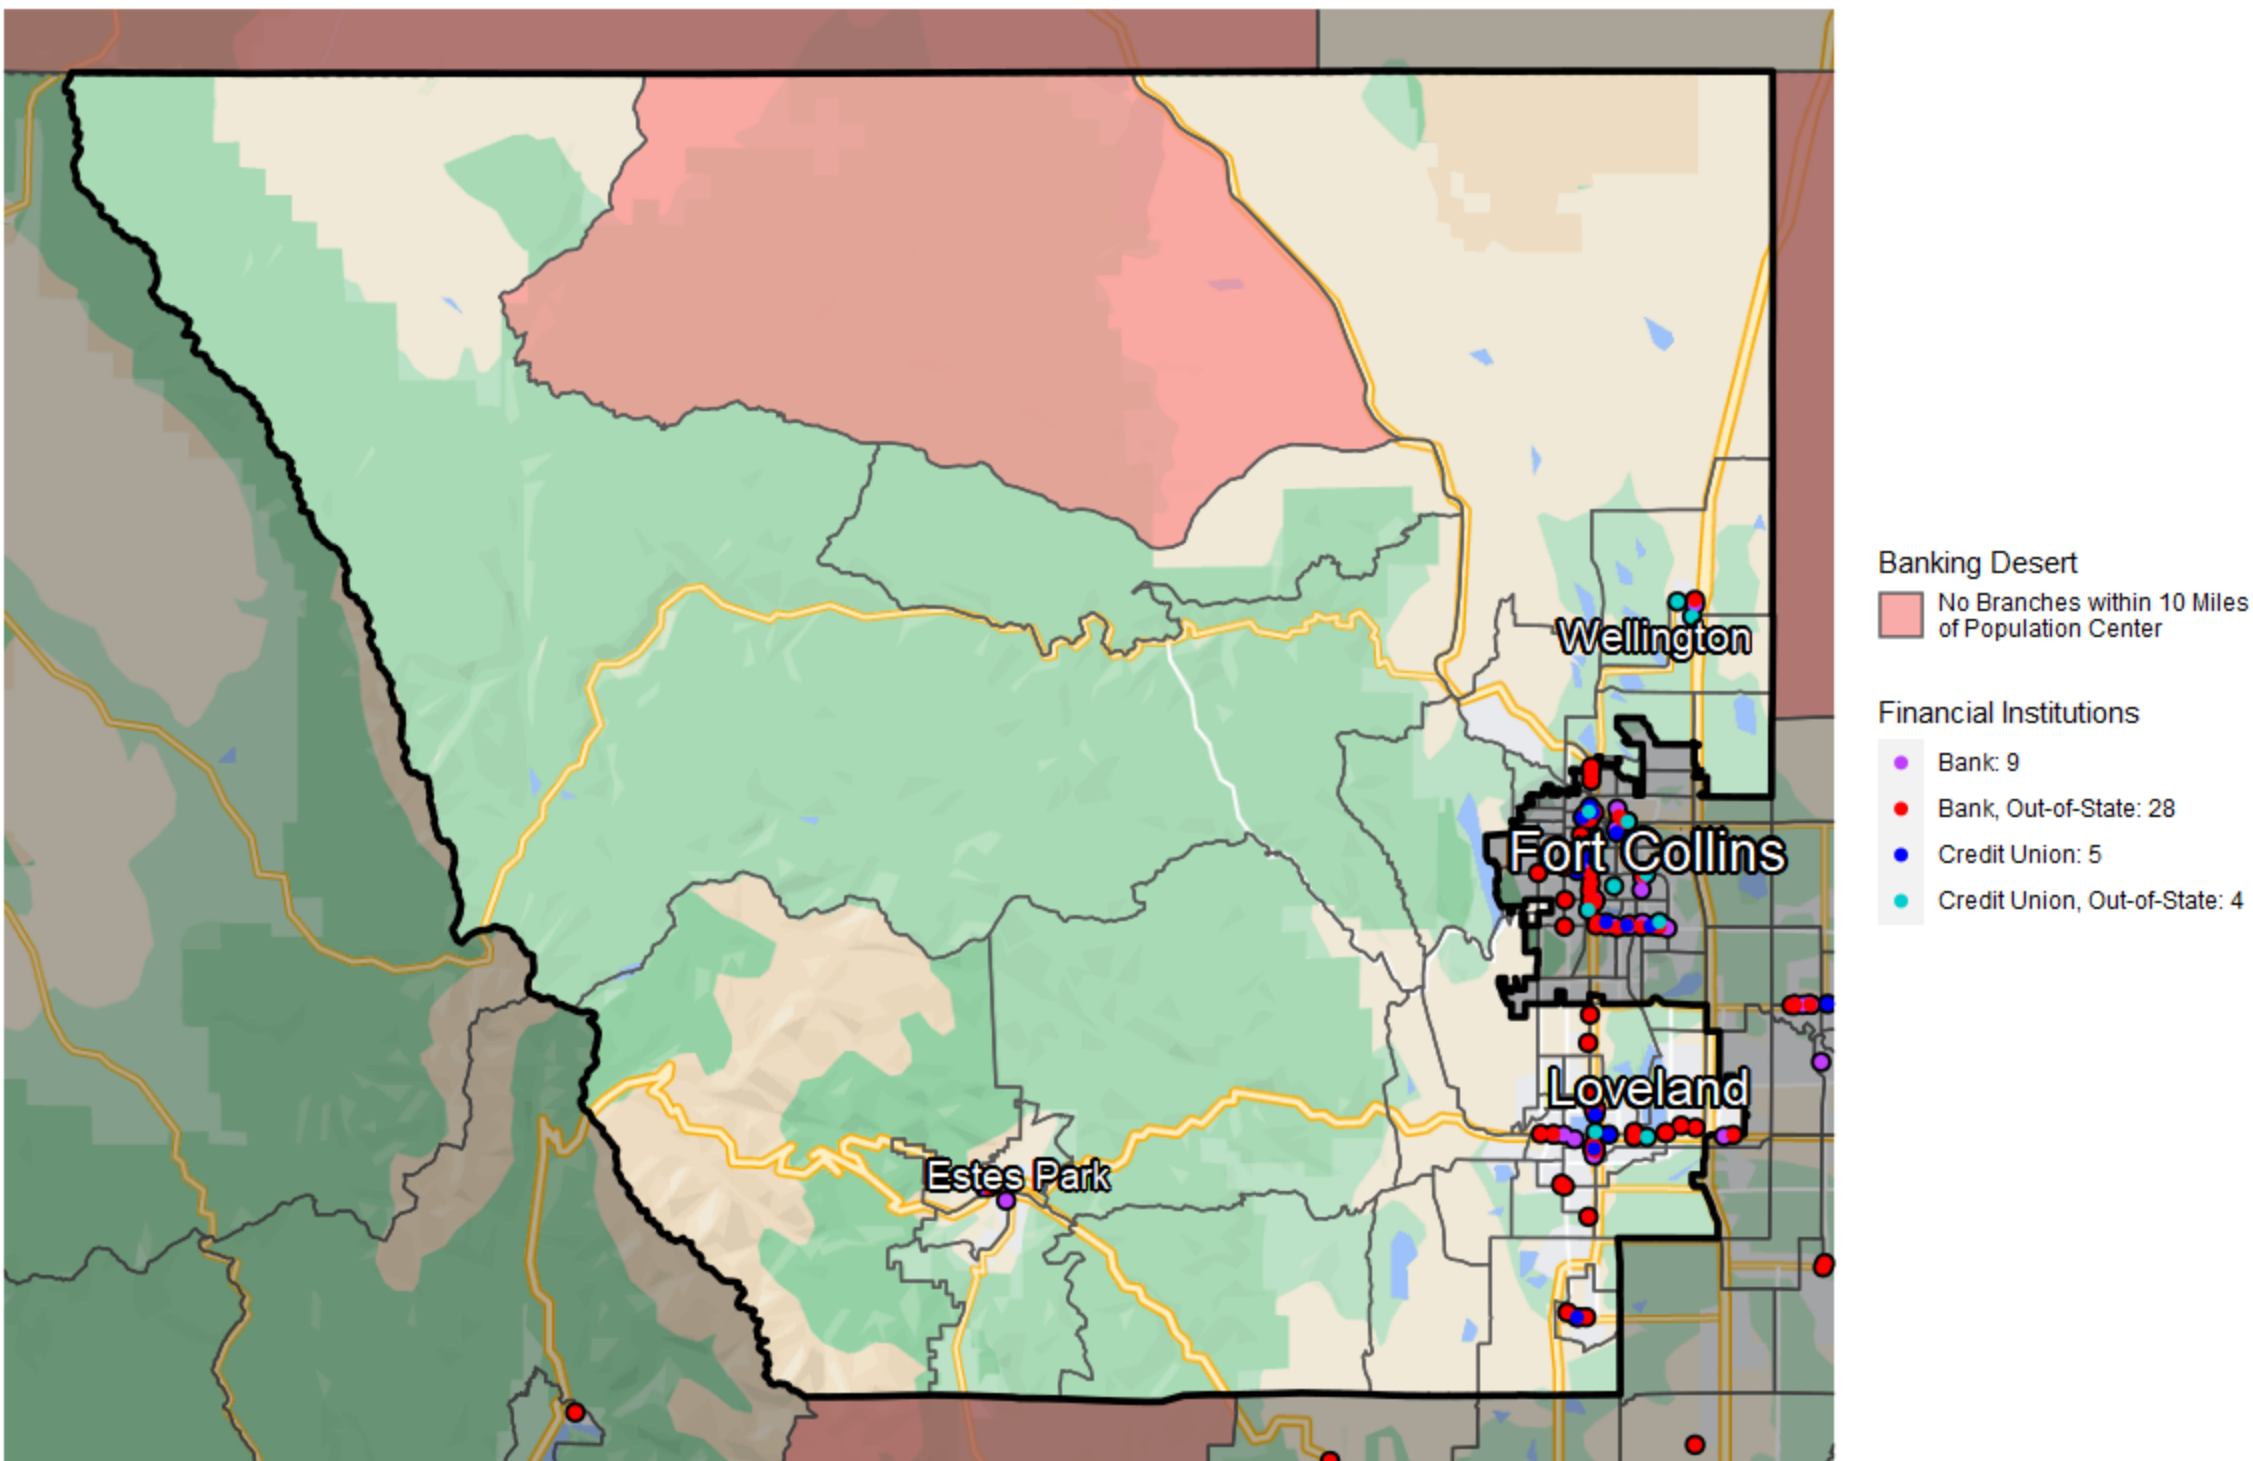 Wellington
Fort Collins
Loveland
Estes Park
Banking Desert
No Branches within 10 Miles
of Population Center
Financial Institutions
Bank: 9
Bank, Out-of-State: 28
Credit Union: 5
Credit Union, Out-of-State: 4